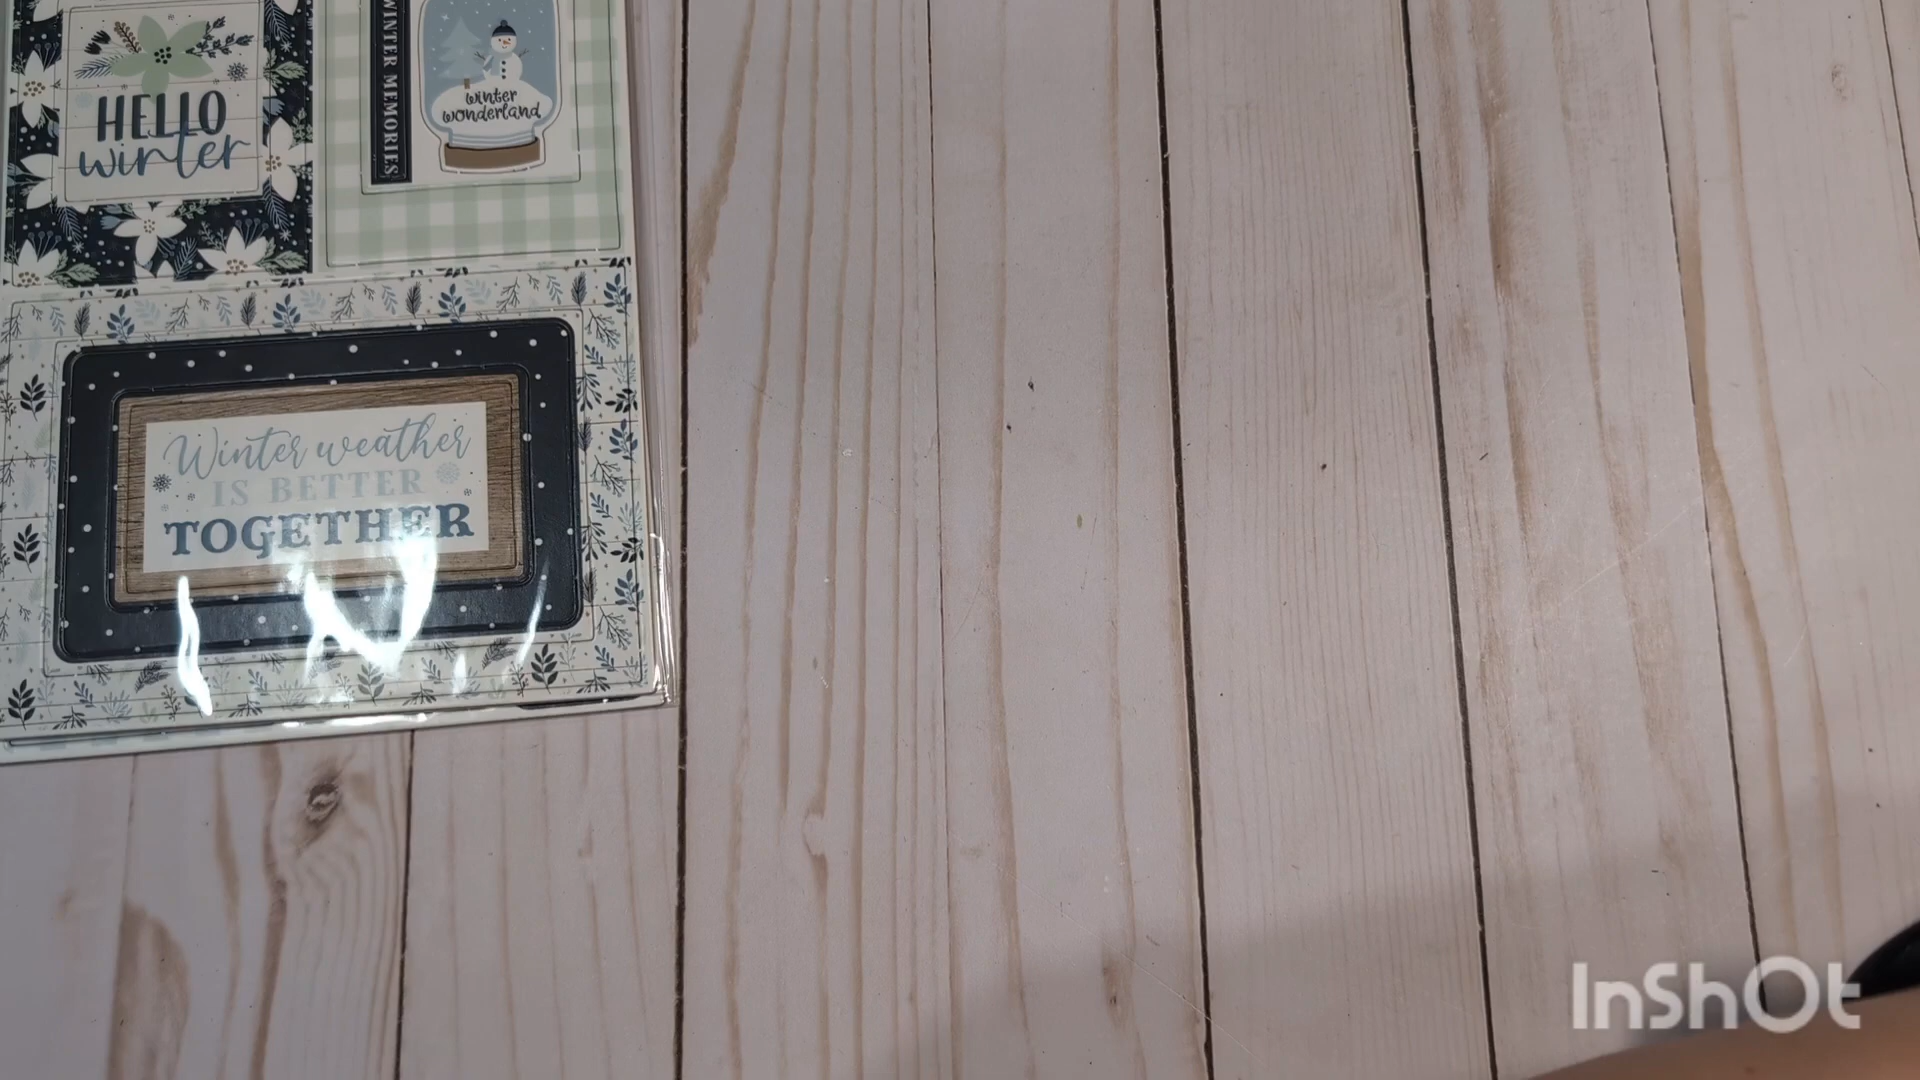 HELLO
winter
WINTER MEMORIES
winter
wonderland
Winter weather
IS BETTER
TOGETHER
InShOt